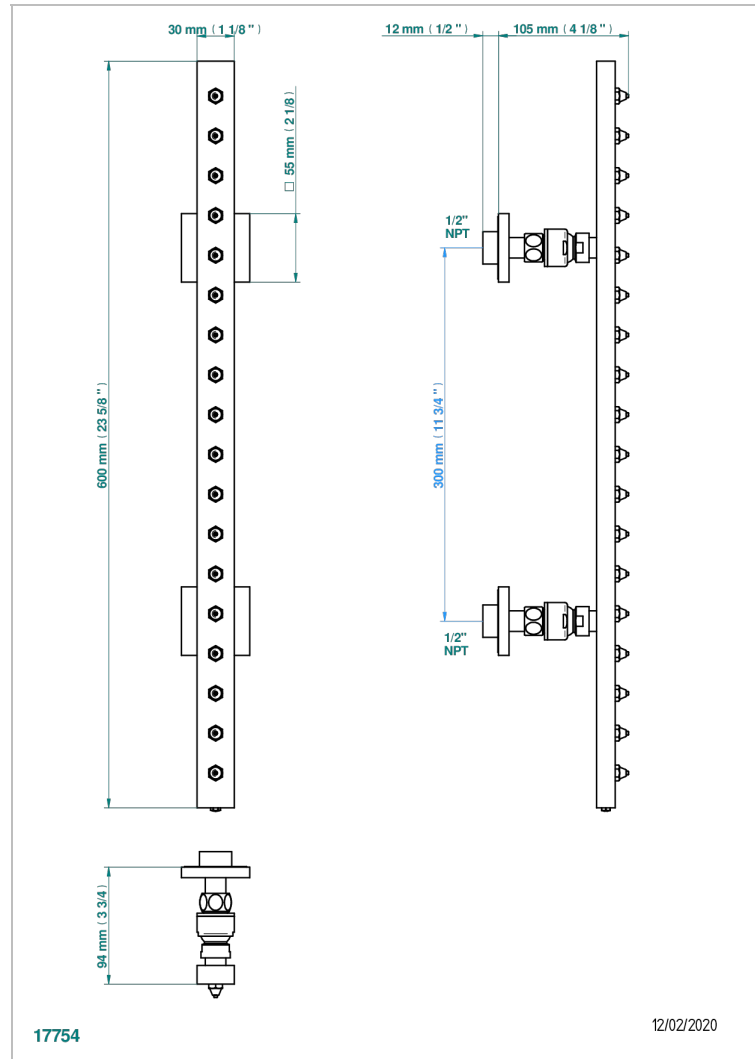 30 mm ( 1 1/8 " )
12 mm ( 1/2 " )
105 mm ( 4 1/8 " )
□ 55 mm ( 2 1/8 )
1/2"
NPT
600 mm ( 23 5/8 " )
300 mm ( 11 3/4 " )
1/2"
NPT
94 mm ( 3 3/4 )
17754
12/02/2020